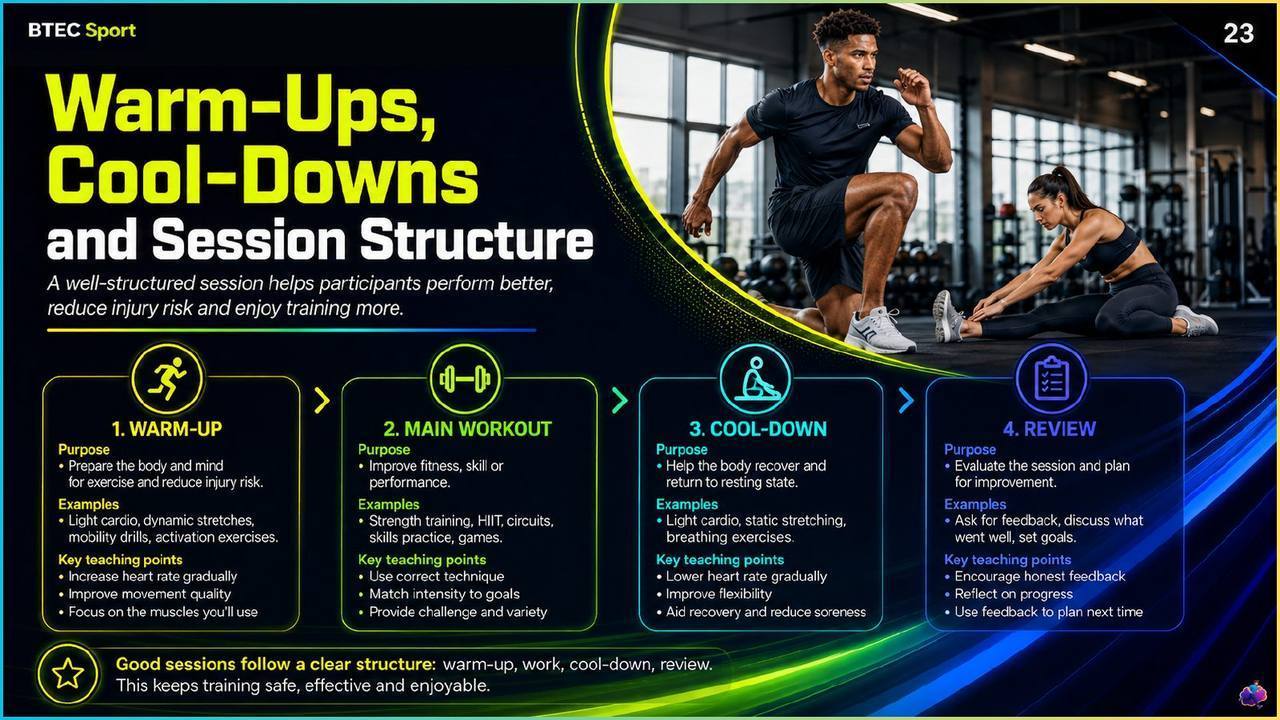 BTEC Sport
23
Warm-Ups,
Cool-Downs
and Session Structure
A well-structured session helps participants perform better,
reduce injury risk and enjoy training more.
1. WARM-UP
Purpose
• Prepare the body and mind
for exercise and reduce injury risk.
Examples
• Light cardio, dynamic stretches,
mobility drills, activation exercises.
Key teaching points
• Increase heart rate gradually
• Improve movement quality
• Focus on the muscles you'll use
2. MAIN WORKOUT
Purpose
• Improve fitness, skill or
performance.
Examples
• Strength training, HIIT, circuits,
skills practice, games.
Key teaching points
• Use correct technique
• Match intensity to goals
• Provide challenge and variety
3. COOL-DOWN
Purpose
• Help the body recover and
return to resting state.
Examples
• Light cardio, static stretching,
breathing exercises.
Key teaching points
• Lower heart rate gradually
• Improve flexibility
• Aid recovery and reduce soreness
4. REVIEW
Purpose
• Evaluate the session and plan
for improvement.
Examples
• Ask for feedback, discuss what
went well, set goals.
Key teaching points
• Encourage honest feedback
• Reflect on progress
• Use feedback to plan next time
Good sessions follow a clear structure: warm-up, work, cool-down, review.
This keeps training safe, effective and enjoyable.